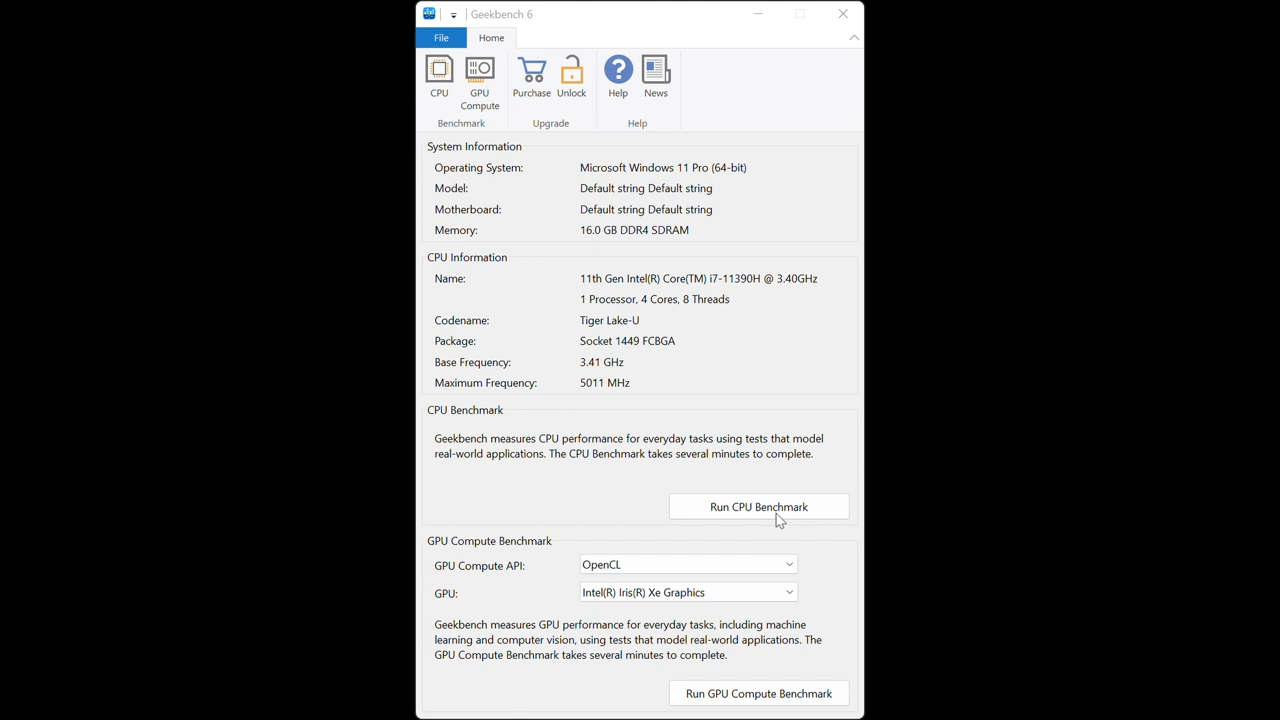 Geekbench 6
File
Home
CPU
GPU
Compute
Benchmark
Purchase
Unlock
Upgrade
Help
News
Help
System Information
Operating System: Microsoft Windows 11 Pro (64-bit)
Model: Default string Default string
Motherboard: Default string Default string
Memory: 16.0 GB DDR4 SDRAM
CPU Information
Name: 11th Gen Intel(R) Core(TM) i7-11390H @ 3.40GHz
1 Processor, 4 Cores, 8 Threads
Codename: Tiger Lake-U
Package: Socket 1449 FCBGA
Base Frequency: 3.41 GHz
Maximum Frequency: 5011 MHz
CPU Benchmark
Geekbench measures CPU performance for everyday tasks using tests that model
real-world applications. The CPU Benchmark takes several minutes to complete.
Run CPU Benchmark
GPU Compute Benchmark
GPU Compute API: OpenCL
GPU: Intel(R) Iris(R) Xe Graphics
Geekbench measures GPU performance for everyday tasks, including machine
learning and computer vision, using tests that model real-world applications. The
GPU Compute Benchmark takes several minutes to complete.
Run GPU Compute Benchmark